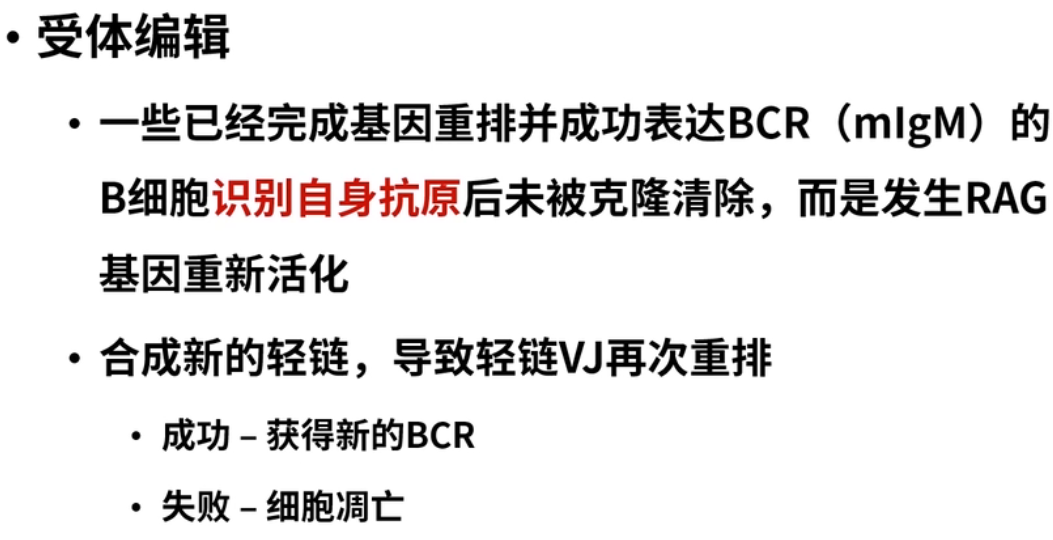 • 受体编辑
• 一些已经完成基因重排并成功表达BCR（mIgM）的
B细胞识别自身抗原后未被克隆清除，而是发生RAG
基因重新活化
• 合成新的轻链，导致轻链VJ再次重排
• 成功 – 获得新的BCR
• 失败 – 细胞凋亡